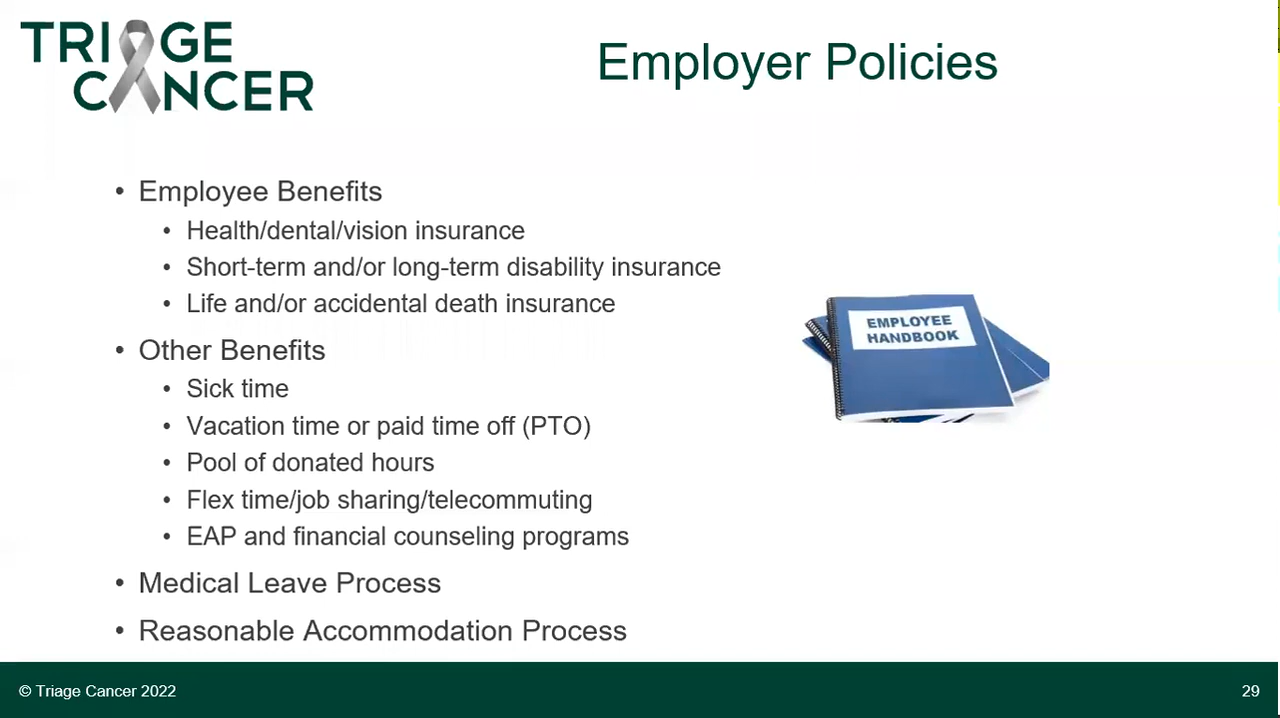 TRIAGE
CANCER
Employer Policies
• Employee Benefits
• Health/dental/vision insurance
• Short-term and/or long-term disability insurance
• Life and/or accidental death insurance
• Other Benefits
• Sick time
• Vacation time or paid time off (PTO)
• Pool of donated hours
• Flex time/job sharing/telecommuting
• EAP and financial counseling programs
• Medical Leave Process
• Reasonable Accommodation Process
EMPLOYEE
HANDBOOK
© Triage Cancer 2022
29